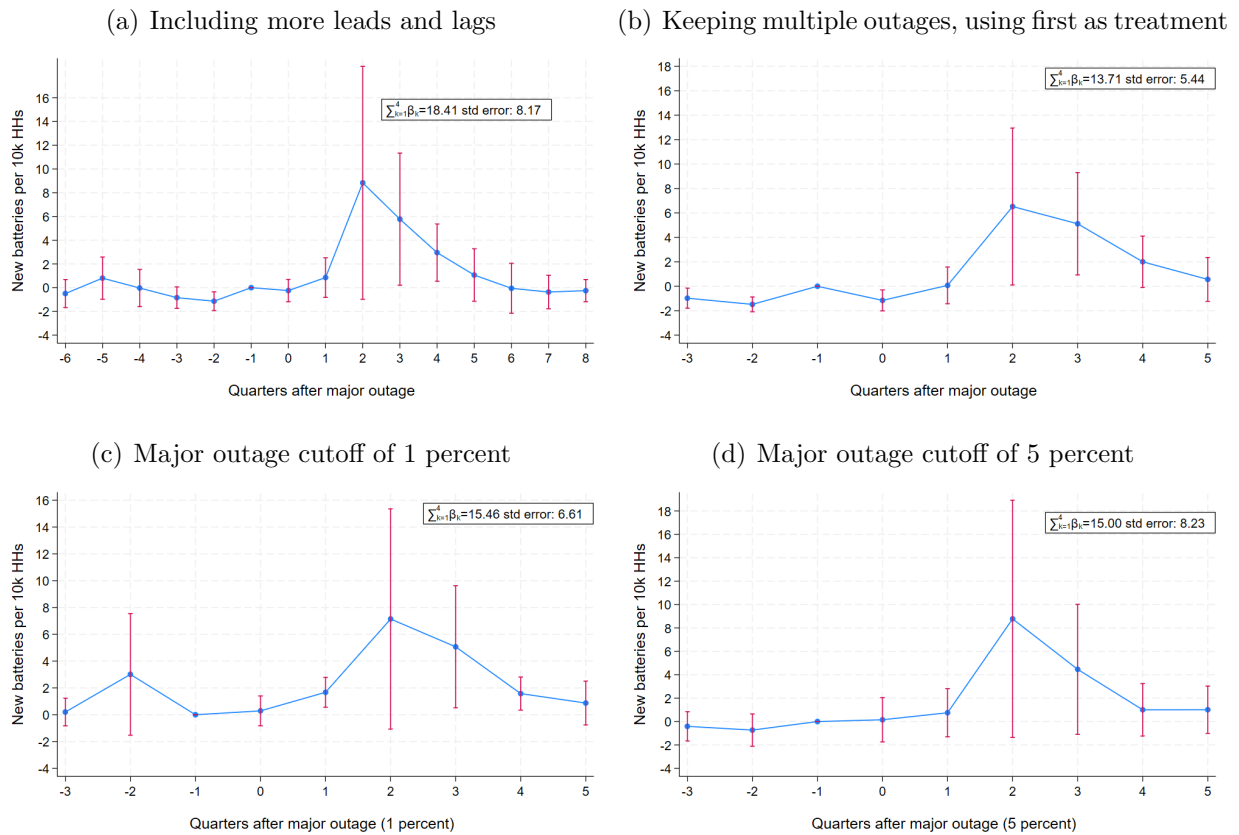 (a) Including more leads and lags
New batteries per 10k HHs
16
14
12
10
8
6
4
2
0
-2
-4
∑⁴ₖ₌₁βₖ=18.41 std error: 8.17
-6 -5 -4 -3 -2 -1 0 1 2 3 4 5 6 7 8
Quarters after major outage
(b) Keeping multiple outages, using first as treatment
New batteries per 10k HHs
18
16
14
12
10
8
6
4
2
0
-2
-4
∑⁴ₖ₌₁βₖ=13.71 std error: 5.44
-3 -2 -1 0 1 2 3 4 5
Quarters after major outage
(c) Major outage cutoff of 1 percent
New batteries per 10k HHs
16
14
12
10
8
6
4
2
0
-2
-4
∑⁴ₖ₌₁βₖ=15.46 std error: 6.61
-3 -2 -1 0 1 2 3 4 5
Quarters after major outage (1 percent)
(d) Major outage cutoff of 5 percent
New batteries per 10k HHs
18
16
14
12
10
8
6
4
2
0
-2
-4
∑⁴ₖ₌₁βₖ=15.00 std error: 8.23
-3 -2 -1 0 1 2 3 4 5
Quarters after major outage (5 percent)